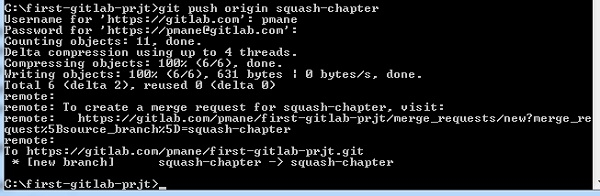 C:\first-gitlab-prjt>git push origin squash-chapter
Username for 'https://gitlab.com': pmane
Password for 'https://pmane@gitlab.com':
Counting objects: 11, done.
Delta compression using up to 4 threads.
Compressing objects: 100% (6/6), done.
Writing objects: 100% (6/6), 631 bytes | 0 bytes/s, done.
Total 6 (delta 2), reused 0 (delta 0)
remote:
remote: To create a merge request for squash-chapter, visit:
remote:   https://gitlab.com/pmane/first-gitlab-prjt/merge_requests/new?merge_re
quest%5Bsource_branch%5D=squash-chapter
remote:
To https://gitlab.com/pmane/first-gitlab-prjt.git
 * [new branch]      squash-chapter -> squash-chapter
C:\first-gitlab-prjt>_